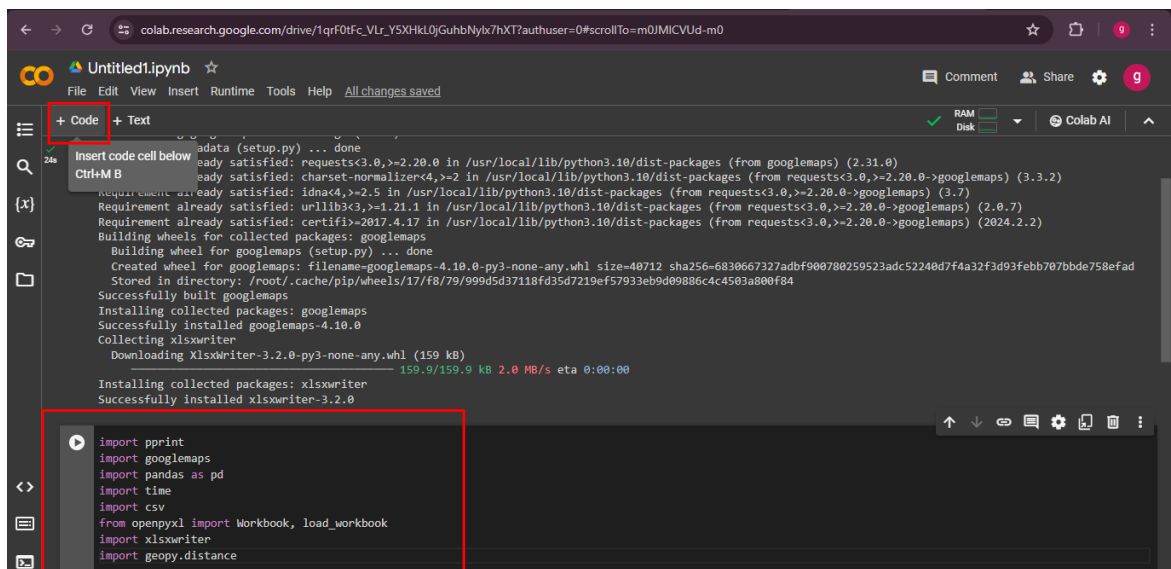 colab.research.google.com/drive/1qrF0tFc_VLr_Y5XHkL0jGuhbNylx7hXT?authuser=0#scrollTo=m0JMICVUd-m0
g
Untitled1.ipynb
Comment
Share
g
File Edit View Insert Runtime Tools Help All changes saved
+ Code + Text
RAM
Disk
Colab AI
adata (setup.py) ... done
24s
Insert code cell below
Ctrl+M B
eady satisfied: requests<3.0,>=2.20.0 in /usr/local/lib/python3.10/dist-packages (from googlemaps) (2.31.0)
eady satisfied: charset-normalizer<4,>=2 in /usr/local/lib/python3.10/dist-packages (from requests<3.0,>=2.20.0->googlemaps) (3.3.2)
Requirement already satisfied: idna<4,>=2.5 in /usr/local/lib/python3.10/dist-packages (from requests<3.0,>=2.20.0->googlemaps) (3.7)
Requirement already satisfied: urllib3<3,>=1.21.1 in /usr/local/lib/python3.10/dist-packages (from requests<3.0,>=2.20.0->googlemaps) (2.0.7)
Requirement already satisfied: certifi>=2017.4.17 in /usr/local/lib/python3.10/dist-packages (from requests<3.0,>=2.20.0->googlemaps) (2024.2.2)
Building wheels for collected packages: googlemaps
Building wheel for googlemaps (setup.py) ... done
Created wheel for googlemaps: filename=googlemaps-4.10.0-py3-none-any.whl size=40712 sha256=6830667327adbf900780259523adc52240d7f4a32f3d93febb707bbde758efad
Stored in directory: /root/.cache/pip/wheels/17/f8/79/999d5d37118fd35d7219ef57933eb9d09886c4c4503a800f84
Successfully built googlemaps
Installing collected packages: googlemaps
Successfully installed googlemaps-4.10.0
Collecting xlsxwriter
Downloading XlsxWriter-3.2.0-py3-none-any.whl (159 kB)
159.9/159.9 kB 2.0 MB/s eta 0:00:00
Installing collected packages: xlsxwriter
Successfully installed xlsxwriter-3.2.0
import pprint
import googlemaps
import pandas as pd
import time
import csv
from openpyxl import Workbook, load_workbook
import xlsxwriter
import geopy.distance
{x}
<>